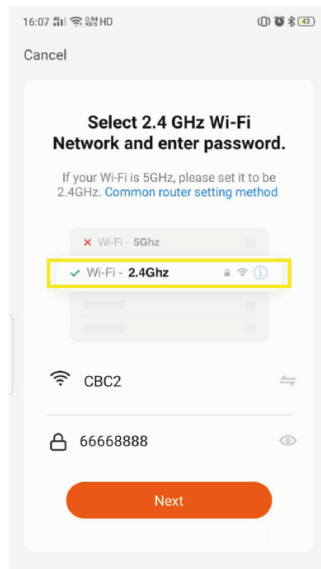 16:07 HD 43
Cancel
Select 2.4 GHz Wi-Fi
Network and enter password.
If your Wi-Fi is 5GHz, please set it to be
2.4GHz. Common router setting method
Wi-Fi - 5Ghz
Wi-Fi - 2.4Ghz
CBC2
66668888
Next